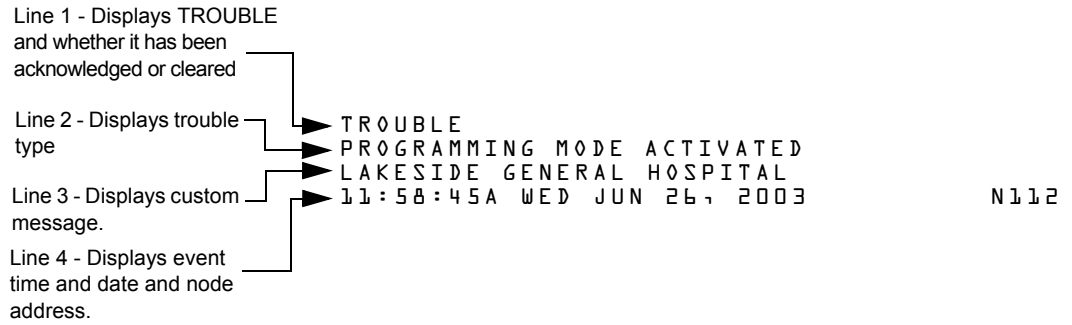 Line 1 - Displays TROUBLE
and whether it has been
acknowledged or cleared
Line 2 - Displays trouble
type
Line 3 - Displays custom
message.
Line 4 - Displays event
time and date and node
address.
TROUBLE
PROGRAMMING MODE ACTIVATED
LAKESIDE GENERAL HOSPITAL
11:58:45A WED JUN 26, 2003 N112